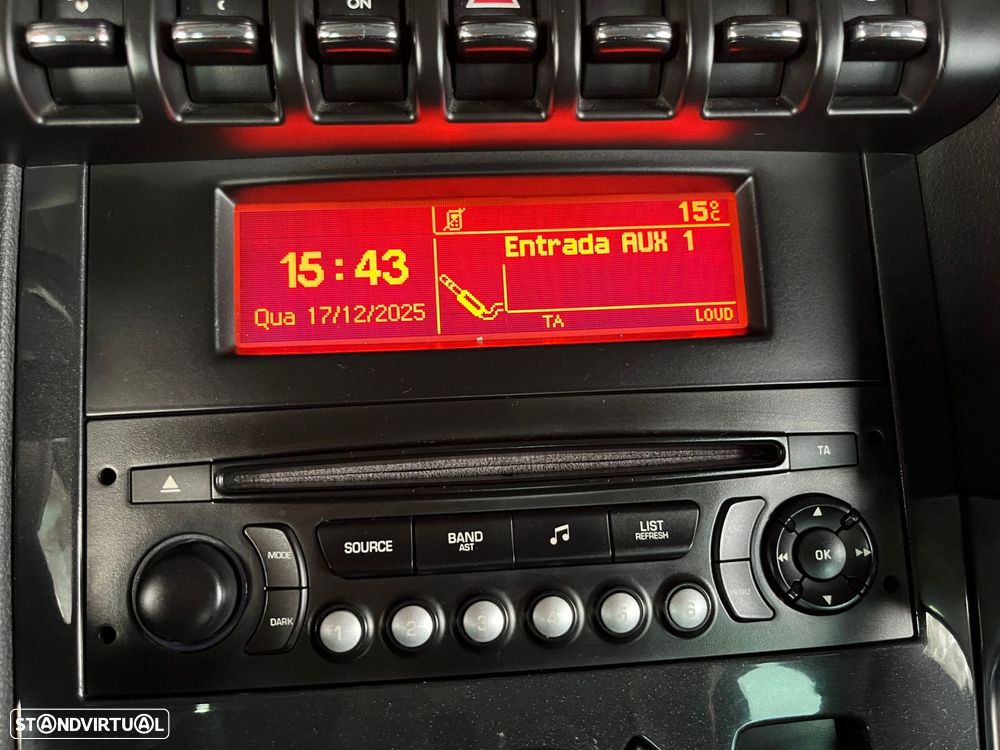 ON
15°C
Entrada AUX 1
15:43
Qua 17/12/2025
TA
LOUD
TA
SOURCE
BAND
AST
LIST
REFRESH
MODE
DARK
ESC
MENU
OK
1 2 3 4 5 6
STANDVIRTUAL